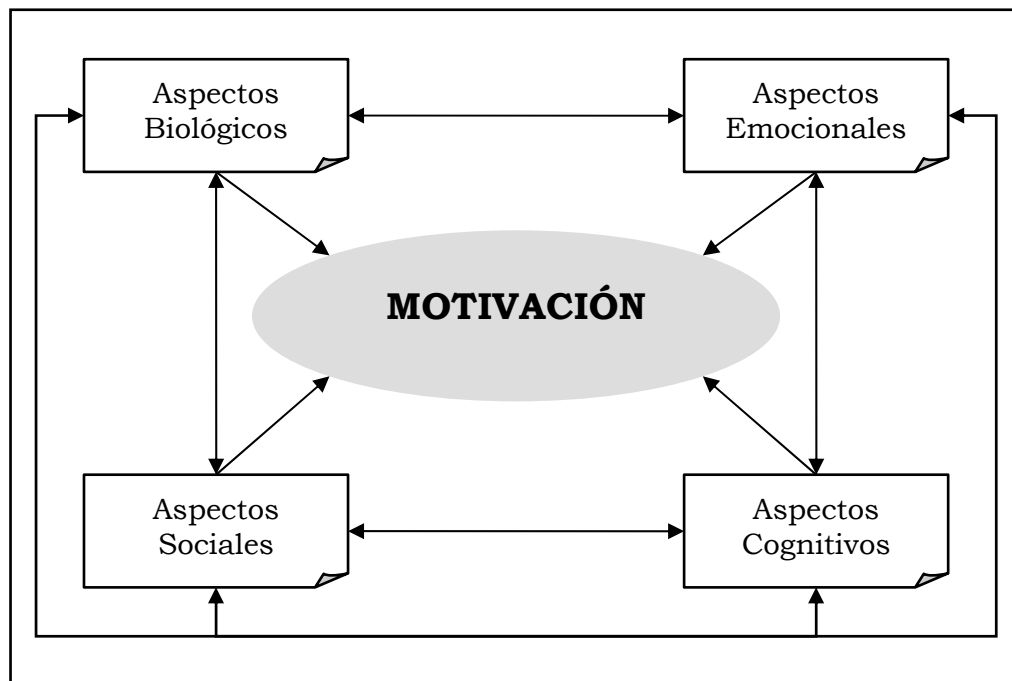 Aspectos
Biológicos
Aspectos
Emocionales
MOTIVACIÓN
Aspectos
Sociales
Aspectos
Cognitivos